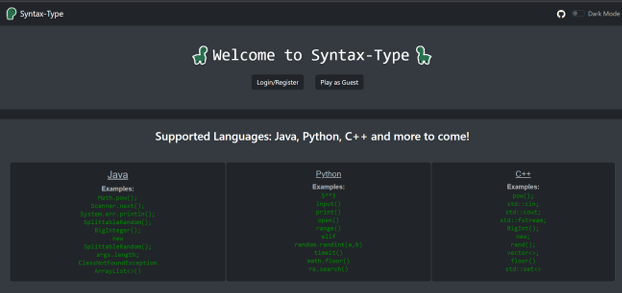 Syntax-Type
Dark Mode
Welcome to Syntax-Type
Login/Register
Play as Guest
Supported Languages: Java, Python, C++ and more to come!
Java
Examples:
Math.pow();
Scanner.next();
System.err.println();
SplittableRandom();
BigInteger();
new
SplittableRandom();
args.length;
ClassNotFoundException
ArrayList<>()
Python
Examples:
input()
print()
open()
range()
elif
random.randint(a,b)
timeit()
math.floor()
re.search()
C++
Examples:
pow();
std::cin;
std::cout;
std::fstream;
BigInt();
new;
rand();
vector<>;
floor()
std::set<>